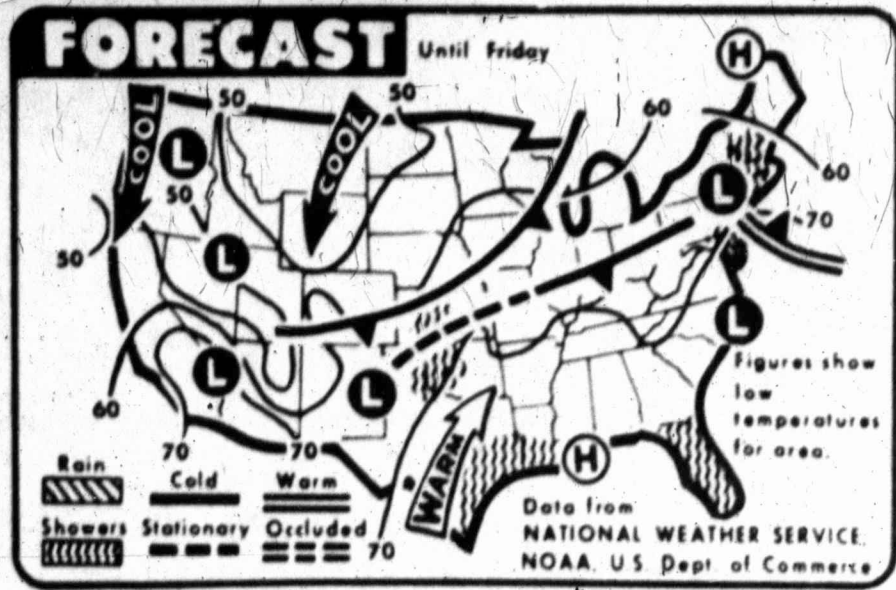 FORECAST Until Friday
H
COOL
50
COOL
50
60
L
60
50
L
70
50
L
L
L
L
60
70
70
Figures show
low
temperatures
for area.
WARM
H
70
Rain
Cold
Warm
Showers
Stationary
Occluded
Data from
NATIONAL WEATHER SERVICE,
NOAA, U.S. Dept. of Commerce